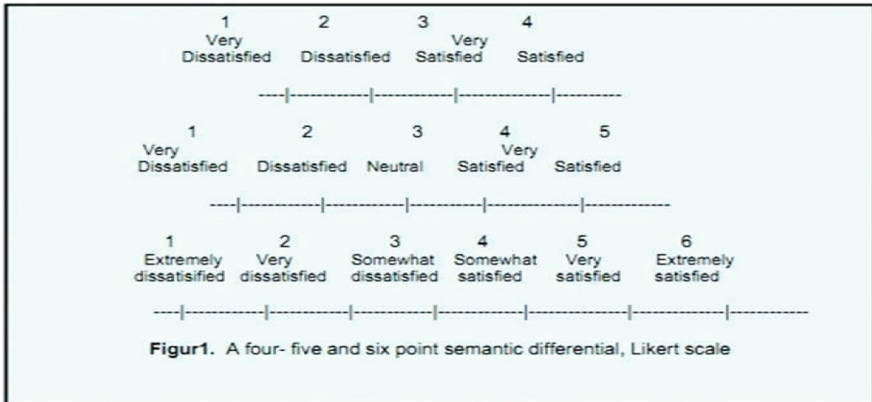 1 2 3 4
Very Very
Dissatisfied Dissatisfied Satisfied Satisfied
----|------------|------------|--------------|----------
1 2 3 4 5
Very Very
Dissatisfied Dissatisfied Neutral Satisfied Satisfied
----|------------|------------|-----------|--------------|-------------
1 2 3 4 5 6
Extremely Very Somewhat Somewhat Very Extremely
dissatisified dissatisfied dissatisfied satisfied satisfied satisfied
----|------------|------------|------------|-------------|---------------|--------------|------------
Figur1. A four- five and six point semantic differential, Likert scale